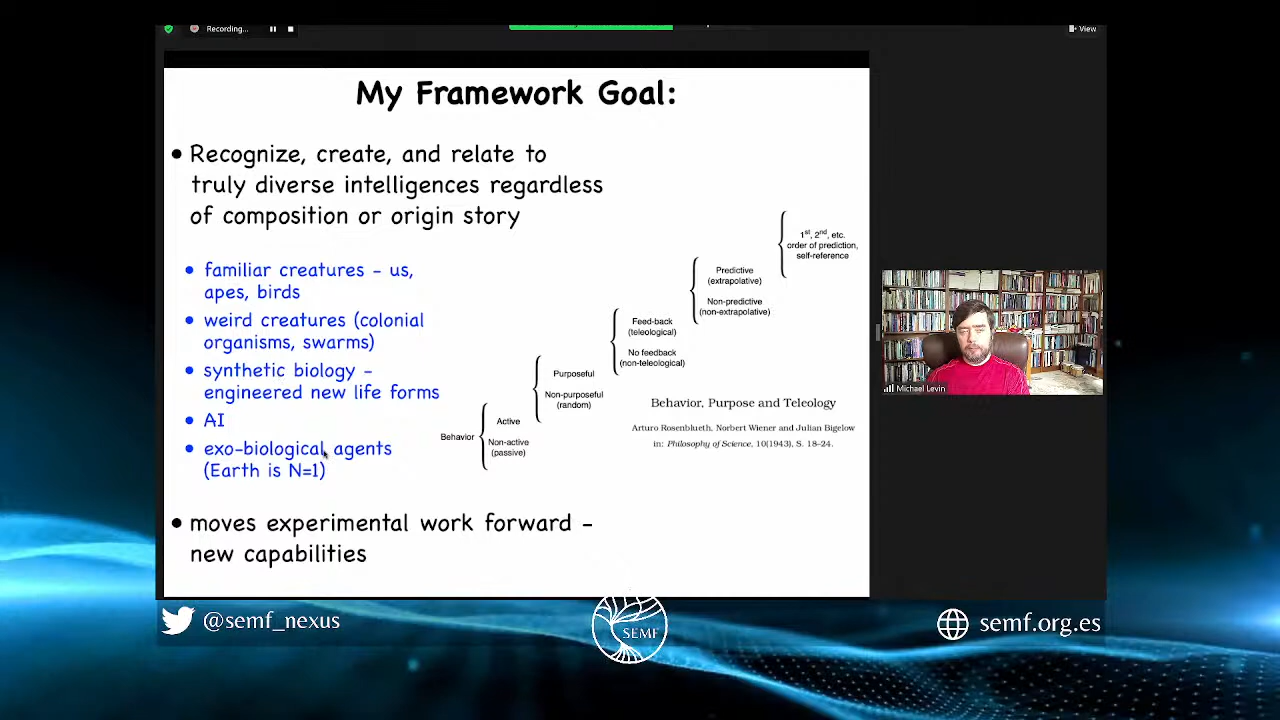 Recording...
View
My Framework Goal:
• Recognize, create, and relate to
truly diverse intelligences regardless
of composition or origin story
• familiar creatures - us,
apes, birds
• weird creatures (colonial
organisms, swarms)
• synthetic biology -
engineered new life forms
• AI
• exo-biological agents
(Earth is N=1)
• moves experimental work forward -
new capabilities
1st, 2nd, etc.
order of prediction,
self-reference
Predictive
(extrapolative)
Non-predictive
(non-extrapolative)
Feed-back
(teleological)
No feedback
(non-teleological)
Purposeful
Non-purposeful
(random)
Behavior
Active
Non-active
(passive)
Behavior, Purpose and Teleology
Arturo Rosenblueth, Norbert Wiener and Julian Bigelow
in: Philosophy of Science, 10(1943), S. 18–24.
Michael Levin
@semf_nexus
SEMF
semf.org.es